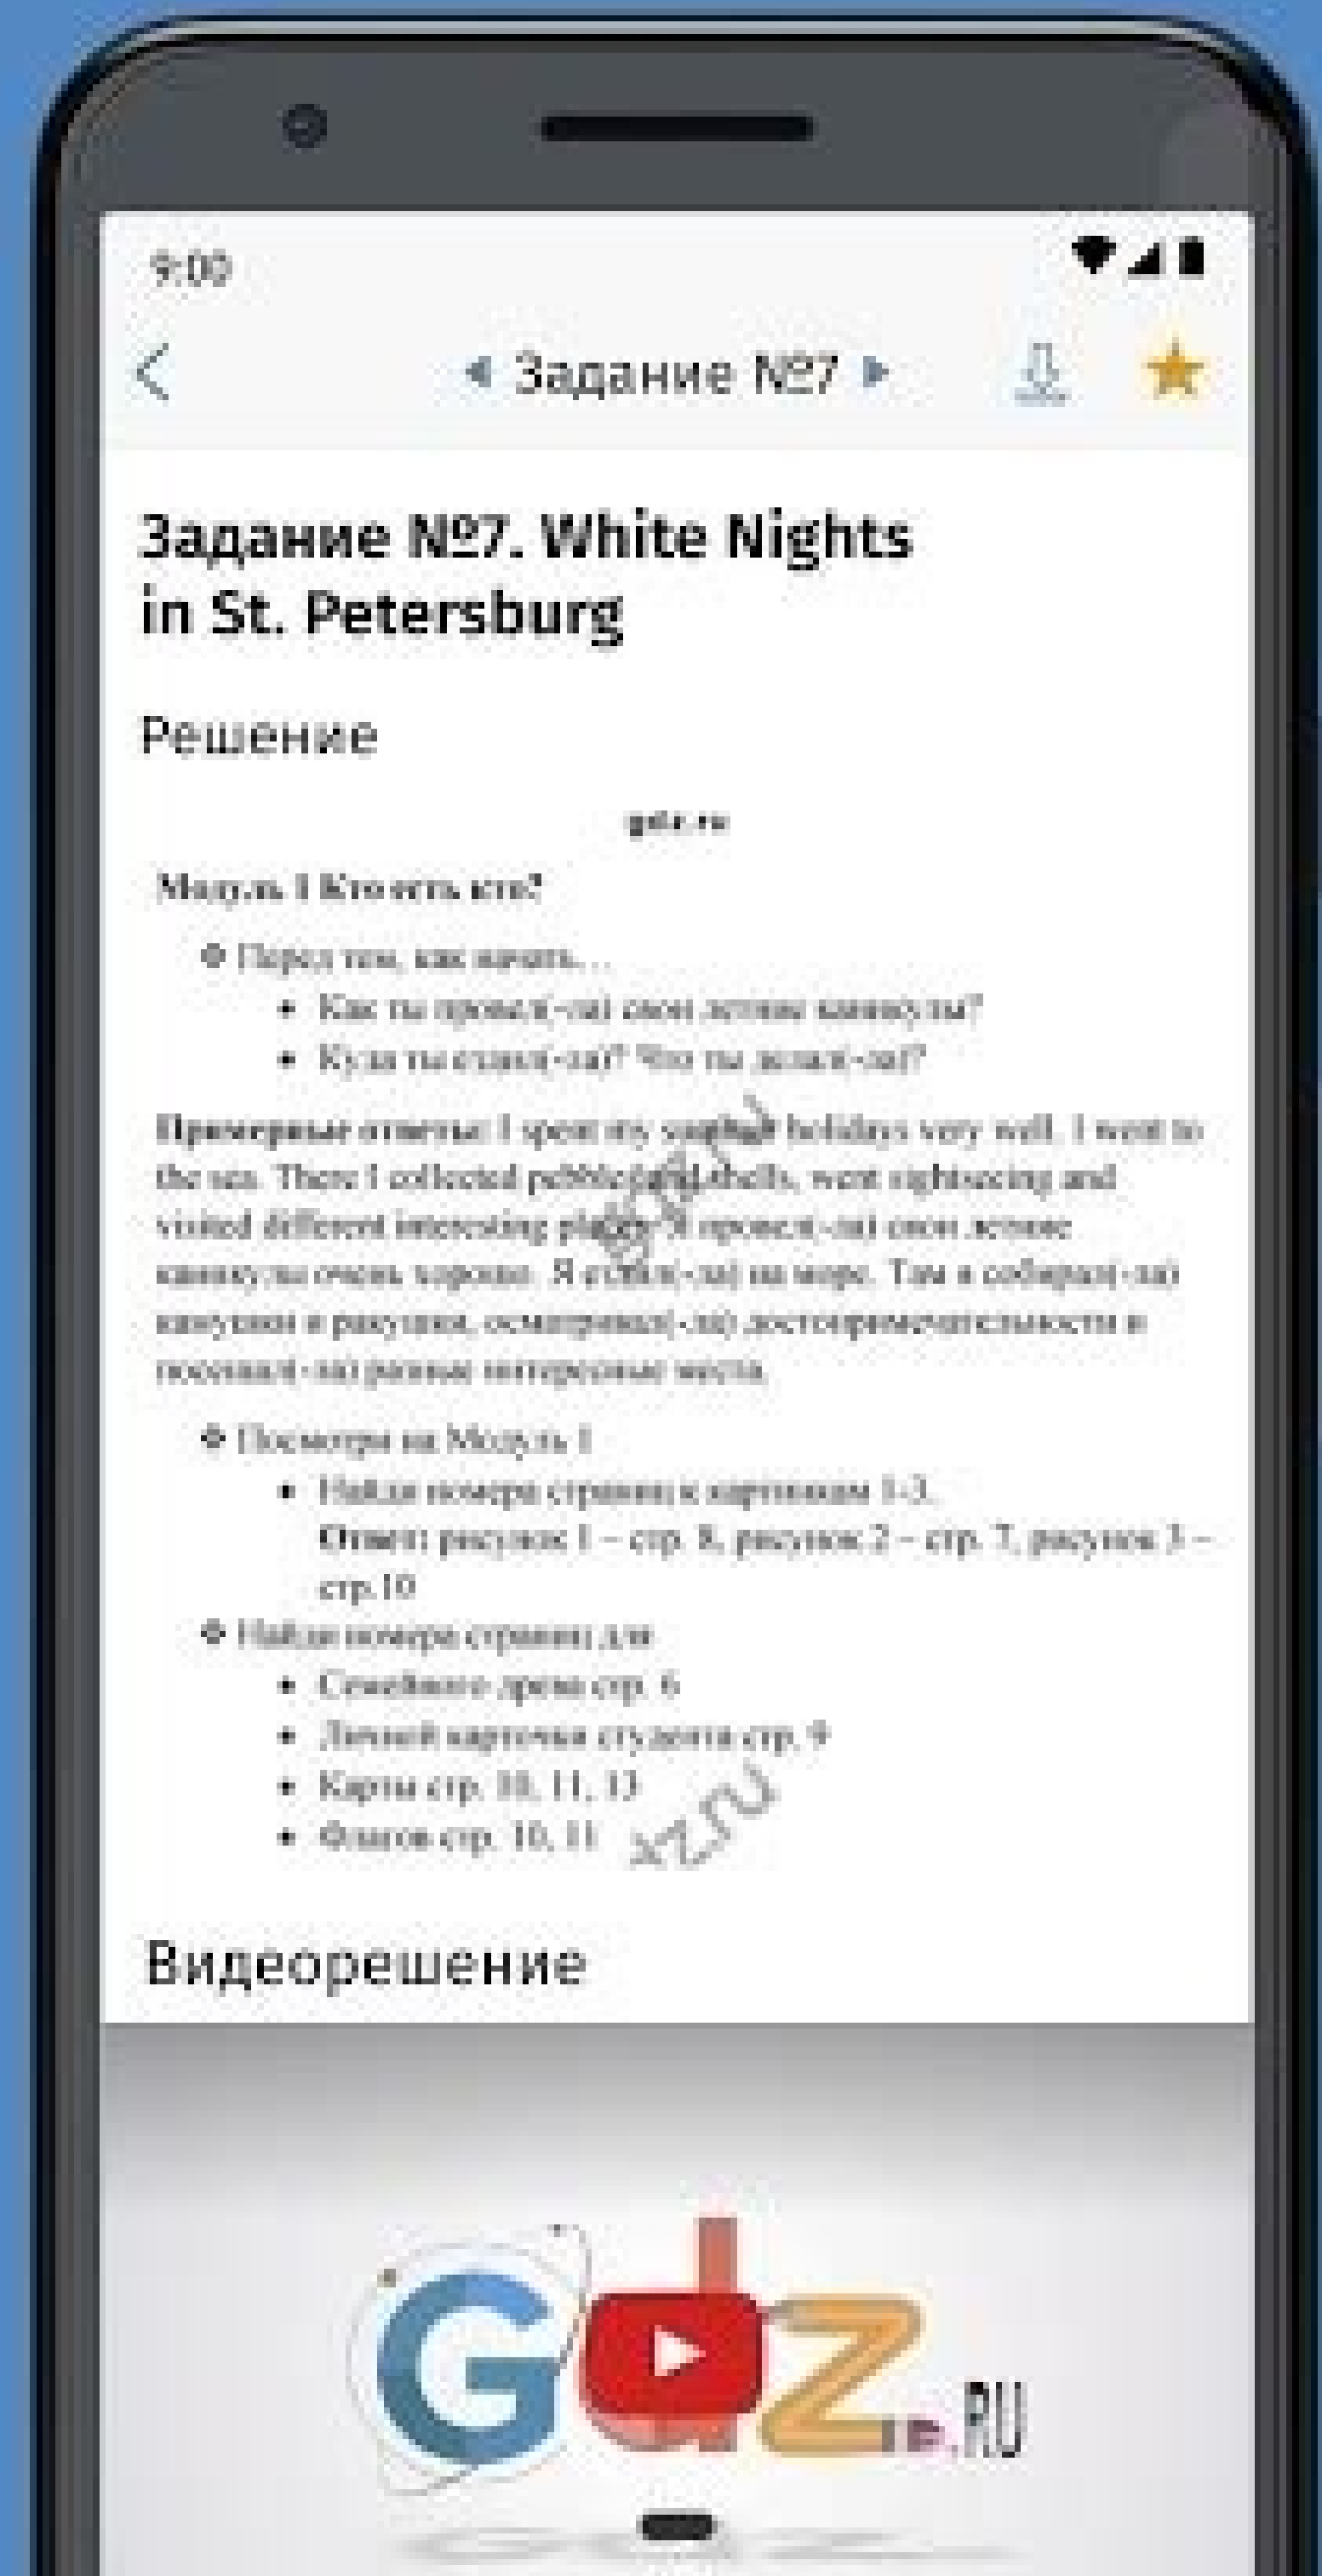 9:00
Задание №7
Задание №7. White Nights
in St. Petersburg
Решение
gdz.ru
Модуль 1 Кто есть кто?
Перед тем, как начать…
Как ты провел(-ла) свои летние каникулы?
Куда ты ездил(-ла)? Что ты делал(-ла)?
Примерные ответы: I spent my summer holidays very well. I went to
the sea. There I collected pebbles and shells, went sightseeing and
visited different interesting places. Я провел(-ла) свои летние
каникулы очень хорошо. Я ездил(-ла) на море. Там я собирал(-ла)
камушки и ракушки, осматривал(-ла) достопримечательности и
посещал(-ла) разные интересные места.
Посмотри на Модуль 1
Найди номера страниц к картинкам 1-3.
Ответ: рисунок 1 – стр. 8, рисунок 2 – стр. 7, рисунок 3 –
стр.10
Найди номера страниц для
Семейного древа стр. 6
Личной карточки студента стр. 9
Карты стр. 10, 11, 13
Флагов стр. 10, 11
Видеорешение
Gdz.RU